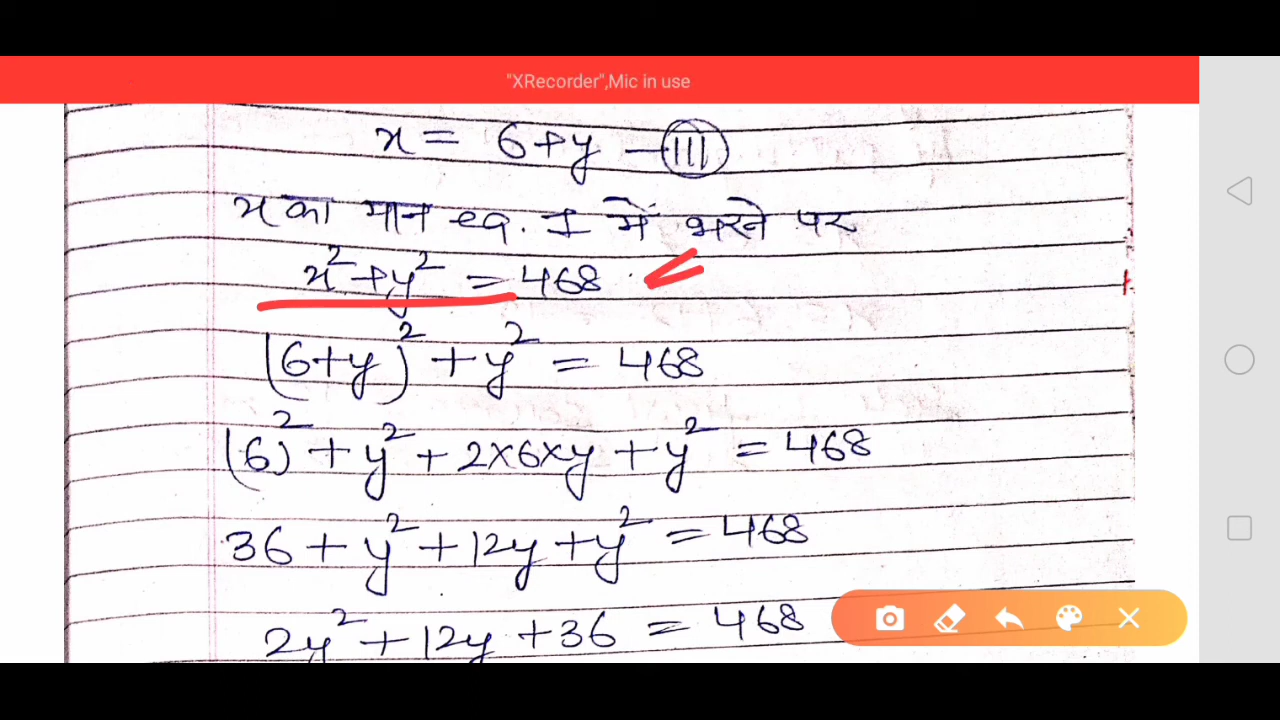 "XRecorder",Mic in use
x = 6+y — III
x का मान eq. I में भरने पर
x²+y² = 468
(6+y)² + y² = 468
(6)² + y² + 2×6×y + y² = 468
36 + y² + 12y + y² = 468
2y² + 12y + 36 = 468